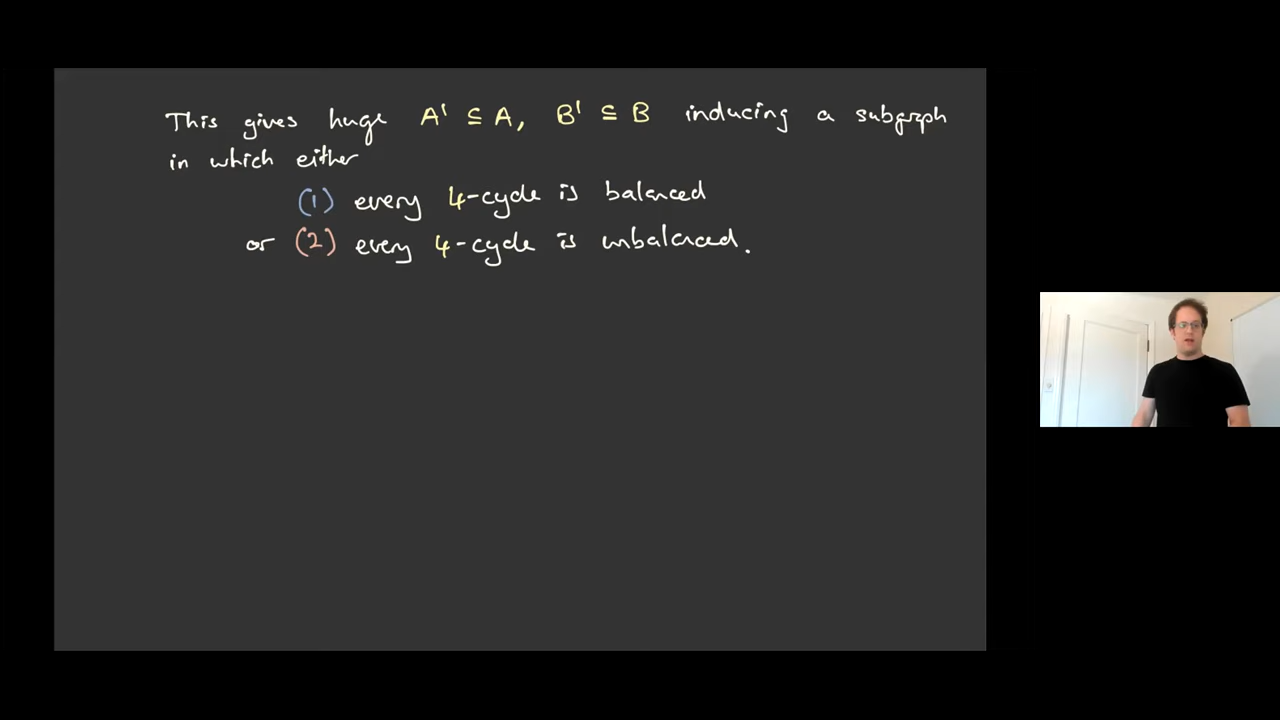 This gives huge A' ⊆ A, B' ⊆ B inducing a subgraph
in which either
(1) every 4-cycle is balanced
or (2) every 4-cycle is unbalanced.